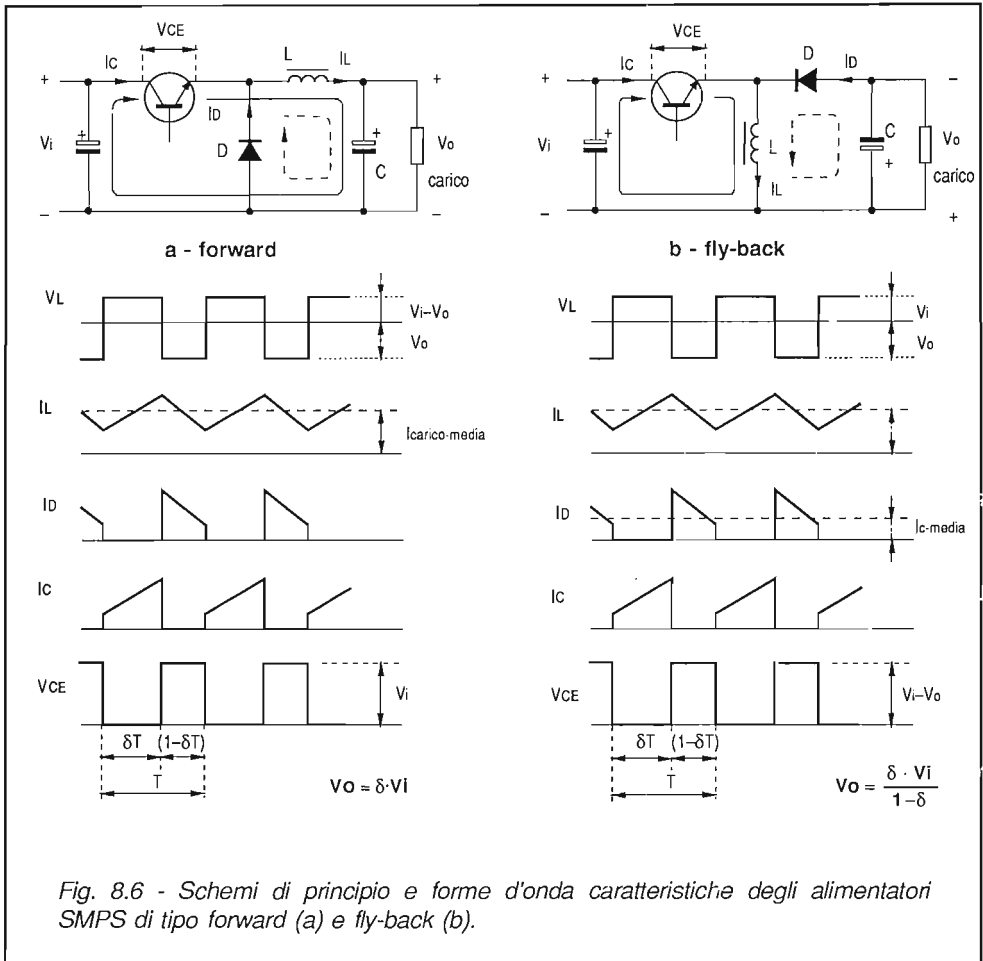 VCE
IC
L
IL
+
+
+
+
Vi
ID
D
C
Vo
carico
–
–
a - forward
VCE
IC
D
ID
+
–
+
Vi
L
IL
C
+
Vo
carico
–
+
b - fly-back
VL
Vi–Vo
Vo
IL
Icarico-media
ID
IC
VCE
Vi
δT
(1–δT)
T
Vo = δ·Vi
VL
Vi
Vo
IL
ID
Ic-media
IC
VCE
Vi–Vo
δT
(1–δT)
T
Vo = δ · Vi
1–δ
Fig. 8.6 - Schemi di principio e forme d'onda caratteristiche degli alimentatori
SMPS di tipo forward (a) e fly-back (b).